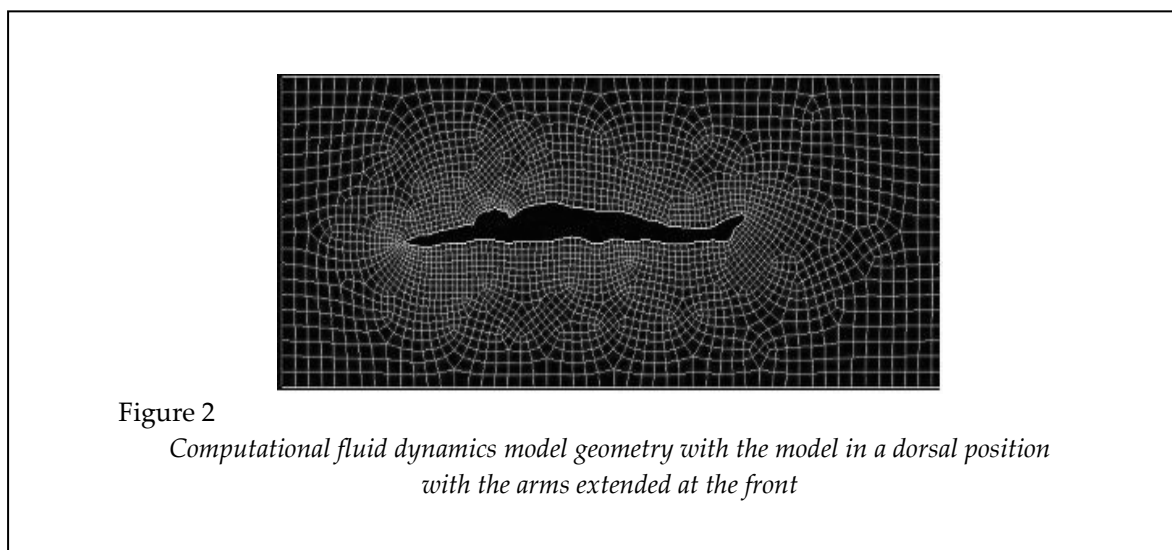 Figure 2
Computational fluid dynamics model geometry with the model in a dorsal position
with the arms extended at the front